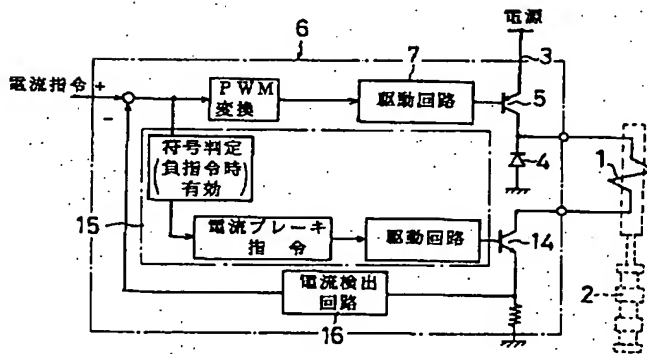 電源
6
3
7
電流指令 +
-
PWM
変換
駆動回路
5
符号判定
(負指令時
有効)
4
1
15
電流ブレーキ
指令
駆動回路
14
電流検出
回路
2
16